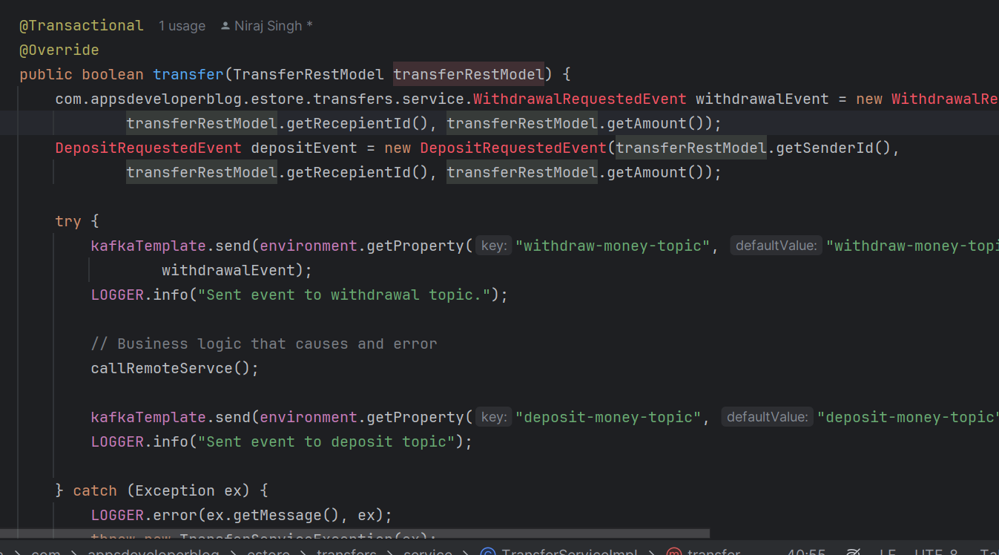 @Transactional 1 usage Niraj Singh *
@Override
public boolean transfer(TransferRestModel transferRestModel) {
com.appsdeveloperblog.estore.transfers.service.WithdrawalRequestedEvent withdrawalEvent = new WithdrawalRe
transferRestModel.getRecepientId(), transferRestModel.getAmount());
DepositRequestedEvent depositEvent = new DepositRequestedEvent(transferRestModel.getSenderId(),
transferRestModel.getRecepientId(), transferRestModel.getAmount());
try {
kafkaTemplate.send(environment.getProperty( key: "withdraw-money-topic", defaultValue: "withdraw-money-topi
withdrawalEvent);
LOGGER.info("Sent event to withdrawal topic.");
// Business logic that causes and error
callRemoteServce();
kafkaTemplate.send(environment.getProperty( key: "deposit-money-topic", defaultValue: "deposit-money-topic"
LOGGER.info("Sent event to deposit topic");
} catch (Exception ex) {
LOGGER.error(ex.getMessage(), ex);
throw new TransferServiceException(ex);
com > appsdeveloperblog > estore > transfers > service > TransferServiceImpl > transfer 40:55 LF UTF-8